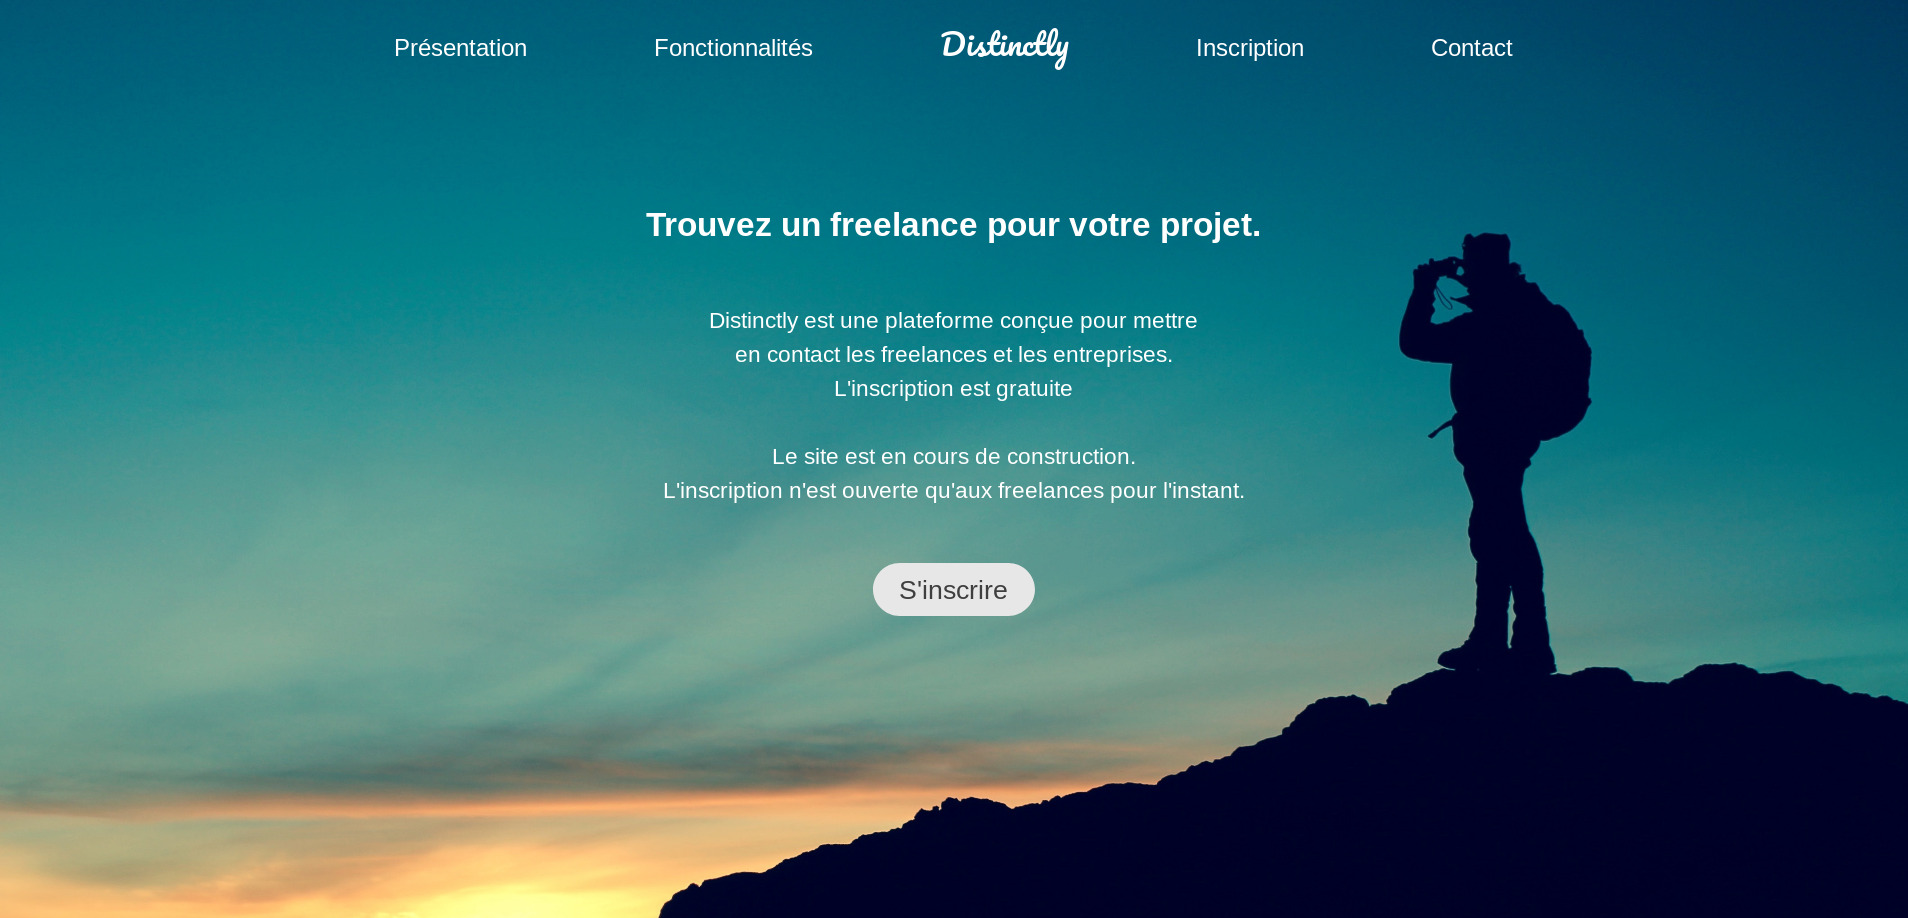 Présentation
Fonctionnalités
Distinctly
Inscription
Contact
Trouvez un freelance pour votre projet.
Distinctly est une plateforme conçue pour mettre
en contact les freelances et les entreprises.
L'inscription est gratuite
Le site est en cours de construction.
L'inscription n'est ouverte qu'aux freelances pour l'instant.
S'inscrire